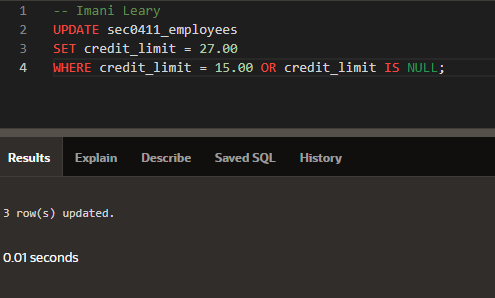 1 -- Imani Leary
2 UPDATE sec0411_employees
3 SET credit_limit = 27.00
4 WHERE credit_limit = 15.00 OR credit_limit IS NULL;
Results Explain Describe Saved SQL History
3 row(s) updated.
0.01 seconds